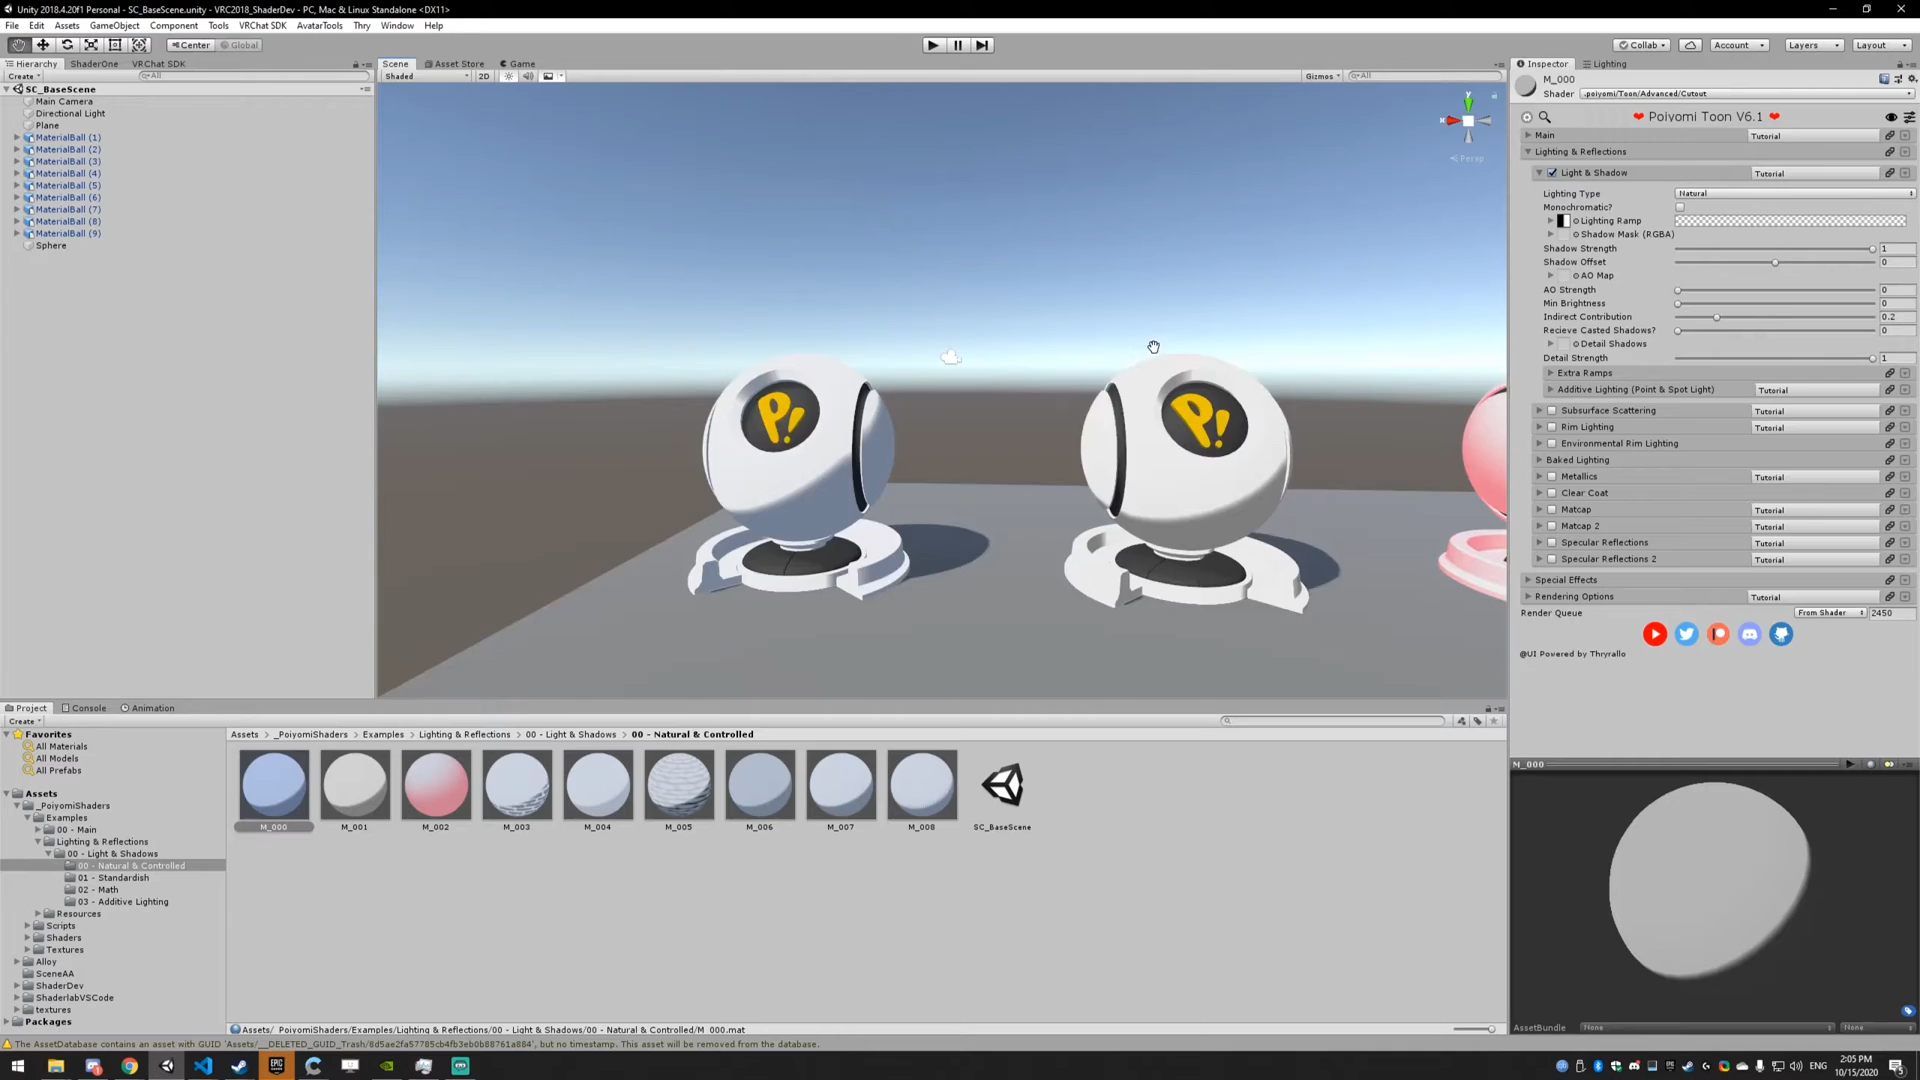 Unity 2018.4.20f1 Personal - SC_BaseScene.unity - VRC2018_ShaderDev - PC, Mac & Linux Standalone <DX11>
File Edit Assets GameObject Component Tools VRChat SDK AvatarTools Thry Window Help
Center Global Collab Account Layers Layout
Hierarchy ShaderOne VRChat SDK
Create All
SC_BaseScene
Main Camera
Directional Light
Plane
MaterialBall (1)
MaterialBall (2)
MaterialBall (3)
MaterialBall (4)
MaterialBall (5)
MaterialBall (6)
MaterialBall (7)
MaterialBall (8)
MaterialBall (9)
Sphere
Scene Asset Store Game
Shaded 2D Gizmos All
y
x
Persp
P!
P!
Inspector Lighting
M_000
Shader .poiyomi/Toon/Advanced/Cutout
Poiyomi Toon V6.1
Main Tutorial
Lighting & Reflections
Light & Shadow Tutorial
Lighting Type Natural
Monochromatic?
Lighting Ramp
Shadow Mask (RGBA)
Shadow Strength 1
Shadow Offset 0
AO Map
AO Strength 0
Min Brightness 0
Indirect Contribution 0.2
Recieve Casted Shadows? 0
Detail Shadows
Detail Strength 1
Extra Ramps
Additive Lighting (Point & Spot Light) Tutorial
Subsurface Scattering Tutorial
Rim Lighting Tutorial
Environmental Rim Lighting
Baked Lighting
Metallics Tutorial
Clear Coat
Matcap Tutorial
Matcap 2 Tutorial
Specular Reflections Tutorial
Specular Reflections 2 Tutorial
Special Effects
Rendering Options Tutorial
Render Queue From Shader 2450
@UI Powered by Thryrallo
M_000
AssetBundle None None
Project Console Animation
Create
Favorites
All Materials
All Models
All Prefabs
Assets
_PoiyomiShaders
Examples
00 - Main
Lighting & Reflections
00 - Light & Shadows
00 - Natural & Controlled
01 - Standardish
02 - Math
03 - Additive Lighting
Resources
Scripts
Shaders
Textures
Alloy
SceneAA
ShaderDev
ShaderlabVSCode
textures
Packages
Assets > _PoiyomiShaders > Examples > Lighting & Reflections > 00 - Light & Shadows > 00 - Natural & Controlled
M_000 M_001 M_002 M_003 M_004 M_005 M_006 M_007 M_008 SC_BaseScene
Assets/_PoiyomiShaders/Examples/Lighting & Reflections/00 - Light & Shadows/00 - Natural & Controlled/M_000.mat
The AssetDatabase contains an asset with GUID 'Assets/__DELETED_GUID_Trash/8d5ae2fa57785cb4fb3eb0b88761a884', but no timestamp. This asset will be removed from the database.
EPIC GAMES
ENG
2:05 PM
10/15/2020